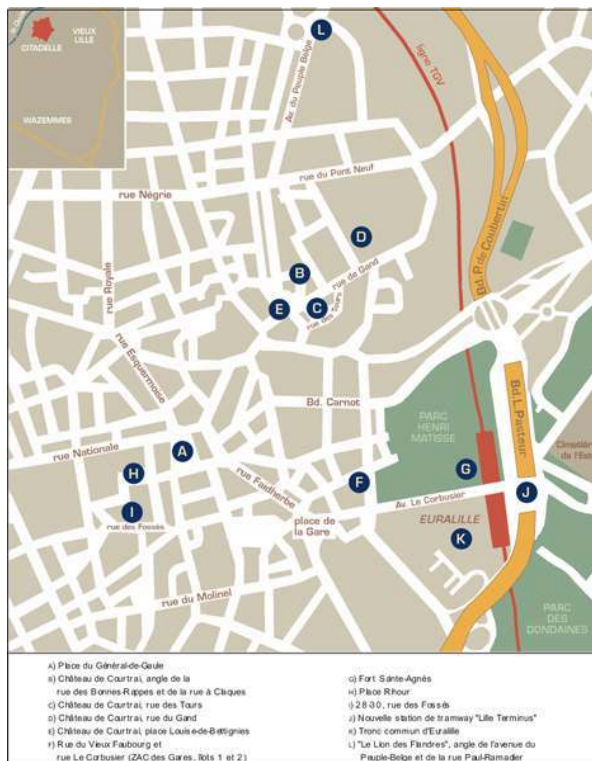 VIEUX
LILLE
CITADELLE
WAZEMMES
L
Av. du Peuple Belge
ligne TGV
rue du Pont Neuf
rue Négrie
Bd. P. de Coubertin
D
B
rue de Gand
E
C
rue des Tours
rue Royale
rue Esquermoise
Bd. Carnot
PARC
HENRI
MATISSE
Bd. L. Pasteur
Cimetière
de l'Est
rue Nationale
A
H
G
F
rue Faidherbe
Av. Le Corbusier
J
I
rue des Fossés
place de
la Gare
EURALILLE
K
rue du Molinel
PARC
DES
DONDAINES
A) Place du Général-de-Gaule
B) Château de Courtrai, angle de la
rue des Bonnes-Rappes et de la rue à Claques
C) Château de Courtrai, rue des Tours
D) Château de Courtrai, rue du Gand
E) Château de Courtrai, place Louise-de-Bettignies
F) Rue du Vieux Faubourg et
rue Le Corbusier (ZAC des Gares, îlots 1 et 2)
G) Fort Sainte-Agnès
H) Place Rihour
I) 28-30, rue des Fossés
J) Nouvelle station de tramway "Lille Terminus"
K) Tronc commun d'Euralille
L) "Le Lion des Flandres", angle de l'avenue du
Peuple-Belge et de la rue Paul-Ramadier